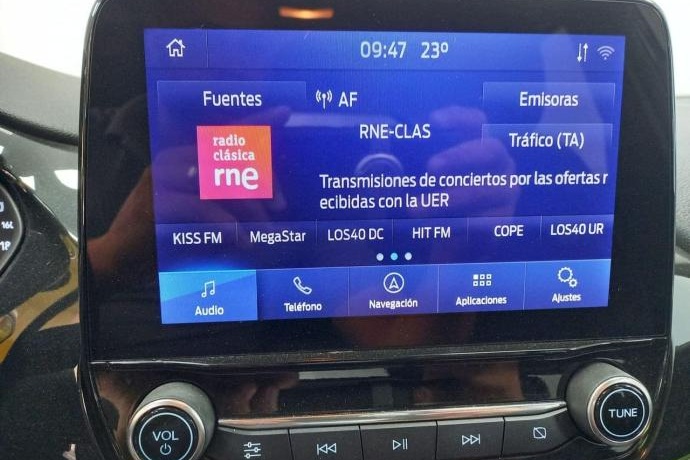 09:47 23º
Fuentes
AF
Emisoras
RNE-CLAS
Tráfico (TA)
radio
clásica
rne
Transmisiones de conciertos por las ofertas r
ecibidas con la UER
KISS FM MegaStar LOS40 DC HIT FM COPE LOS40 UR
Audio Teléfono Navegación Aplicaciones Ajustes
VOL
TUNE